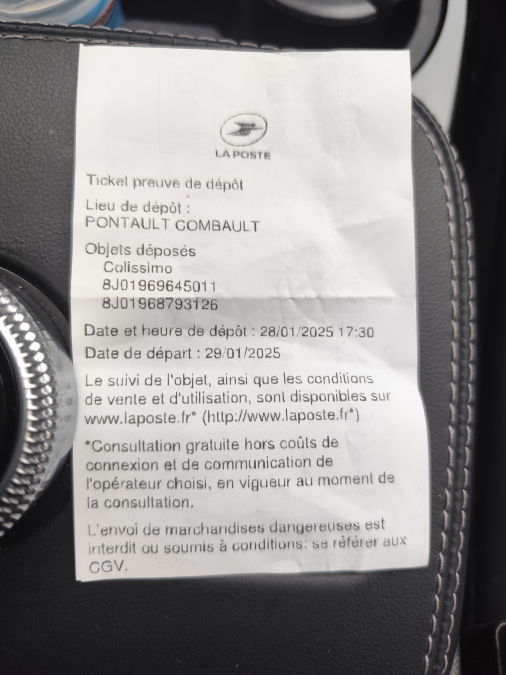 LA POSTE
Ticket preuve de dépôt
Lieu de dépôt :
PONTAULT COMBAULT
Objets déposés
Colissimo
8J01969645011
8J01968793126
Date et heure de dépôt : 28/01/2025 17:30
Date de départ : 29/01/2025
Le suivi de l'objet, ainsi que les conditions
de vente et d'utilisation, sont disponibles sur
www.laposte.fr* (http://www.laposte.fr*)
*Consultation gratuite hors coûts de
connexion et de communication de
l'opérateur choisi, en vigueur au moment de
la consultation.
L'envoi de marchandises dangereuses est
interdit ou soumis à conditions: se référer aux
CGV.